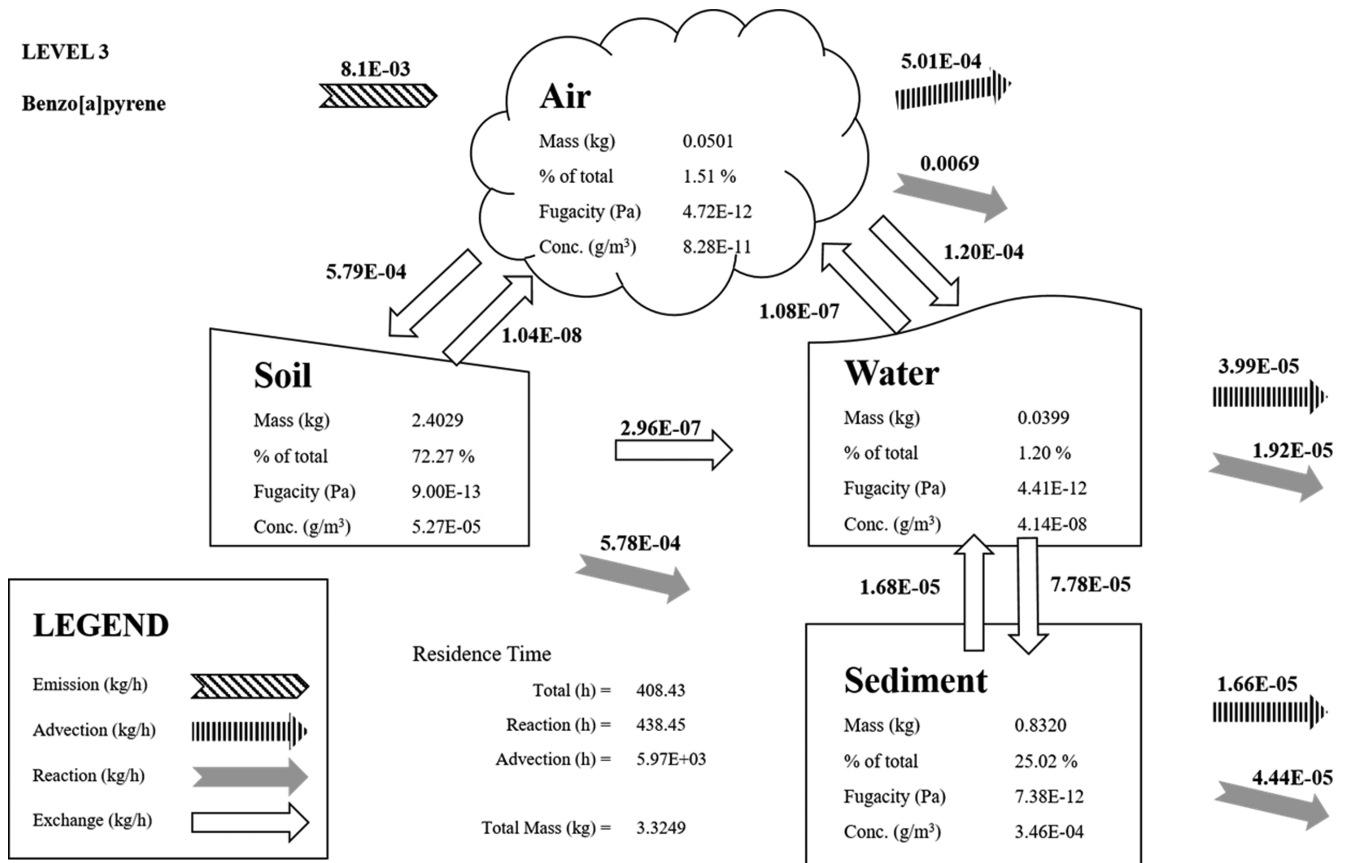 LEVEL 3
Benzo[a]pyrene
8.1E-03
Air
Mass (kg) 0.0501
% of total 1.51 %
Fugacity (Pa) 4.72E-12
Conc. (g/m³) 8.28E-11
5.01E-04
0.0069
5.79E-04
1.04E-08
1.08E-07
1.20E-04
Soil
Mass (kg) 2.4029
% of total 72.27 %
Fugacity (Pa) 9.00E-13
Conc. (g/m³) 5.27E-05
2.96E-07
5.78E-04
Water
Mass (kg) 0.0399
% of total 1.20 %
Fugacity (Pa) 4.41E-12
Conc. (g/m³) 4.14E-08
3.99E-05
1.92E-05
1.68E-05
7.78E-05
LEGEND
Emission (kg/h)
Advection (kg/h)
Reaction (kg/h)
Exchange (kg/h)
Residence Time
Total (h) = 408.43
Reaction (h) = 438.45
Advection (h) = 5.97E+03
Total Mass (kg) = 3.3249
Sediment
Mass (kg) 0.8320
% of total 25.02 %
Fugacity (Pa) 7.38E-12
Conc. (g/m³) 3.46E-04
1.66E-05
4.44E-05